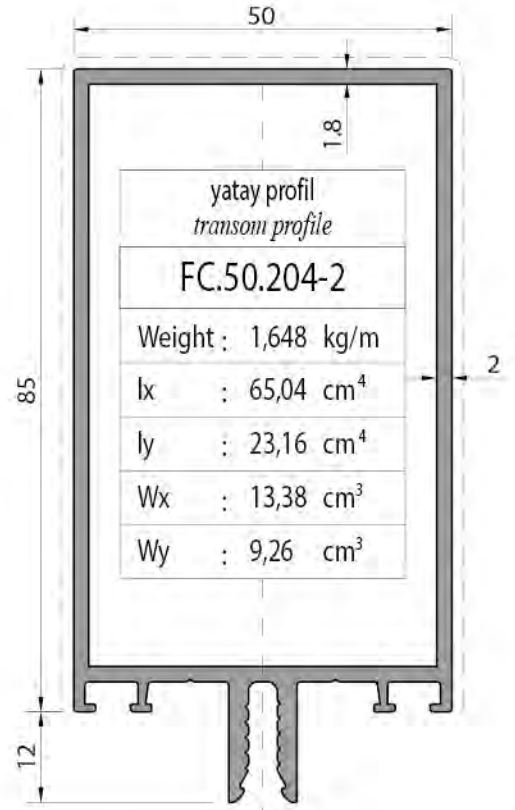 50
1.8
yatay profil
transom profile
FC.50.204-2
Weight : 1,648 kg/m
Ix : 65,04 cm⁴
Iy : 23,16 cm⁴
Wx : 13,38 cm³
Wy : 9,26 cm³
2
85
12